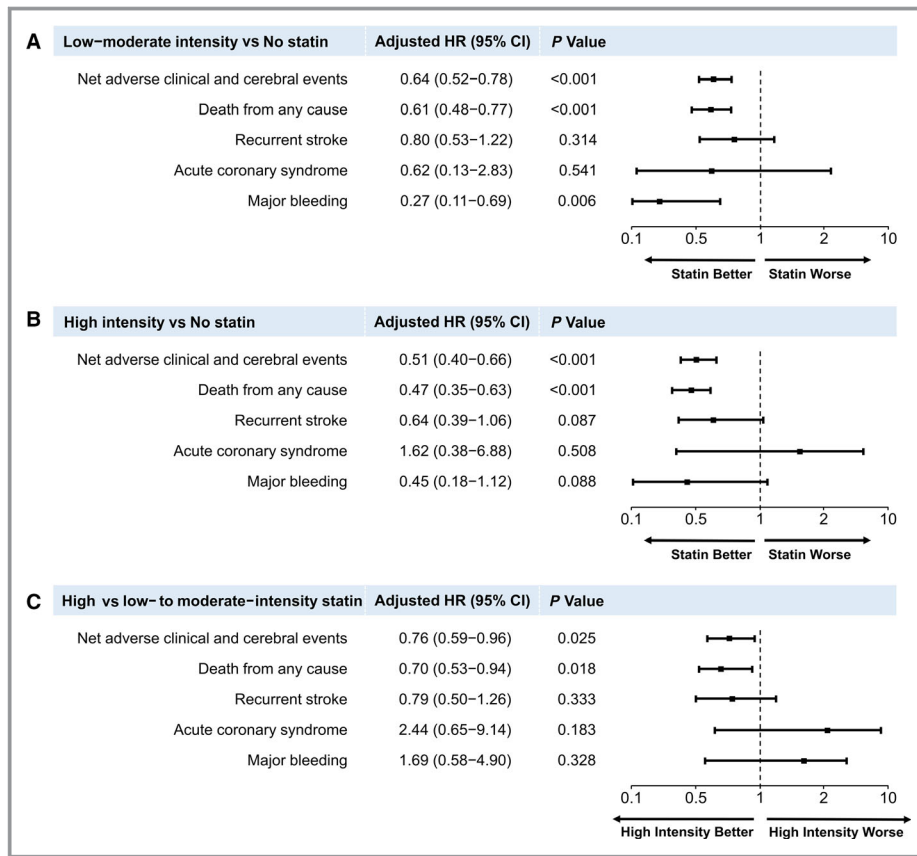 A Low−moderate intensity vs No statin Adjusted HR (95% CI) P Value
Net adverse clinical and cerebral events 0.64 (0.52−0.78) <0.001
Death from any cause 0.61 (0.48−0.77) <0.001
Recurrent stroke 0.80 (0.53−1.22) 0.314
Acute coronary syndrome 0.62 (0.13−2.83) 0.541
Major bleeding 0.27 (0.11−0.69) 0.006
0.1 0.5 1 2 10
Statin Better Statin Worse
B High intensity vs No statin Adjusted HR (95% CI) P Value
Net adverse clinical and cerebral events 0.51 (0.40−0.66) <0.001
Death from any cause 0.47 (0.35−0.63) <0.001
Recurrent stroke 0.64 (0.39−1.06) 0.087
Acute coronary syndrome 1.62 (0.38−6.88) 0.508
Major bleeding 0.45 (0.18−1.12) 0.088
0.1 0.5 1 2 10
Statin Better Statin Worse
C High vs low− to moderate−intensity statin Adjusted HR (95% CI) P Value
Net adverse clinical and cerebral events 0.76 (0.59−0.96) 0.025
Death from any cause 0.70 (0.53−0.94) 0.018
Recurrent stroke 0.79 (0.50−1.26) 0.333
Acute coronary syndrome 2.44 (0.65−9.14) 0.183
Major bleeding 1.69 (0.58−4.90) 0.328
0.1 0.5 1 2 10
High Intensity Better High Intensity Worse